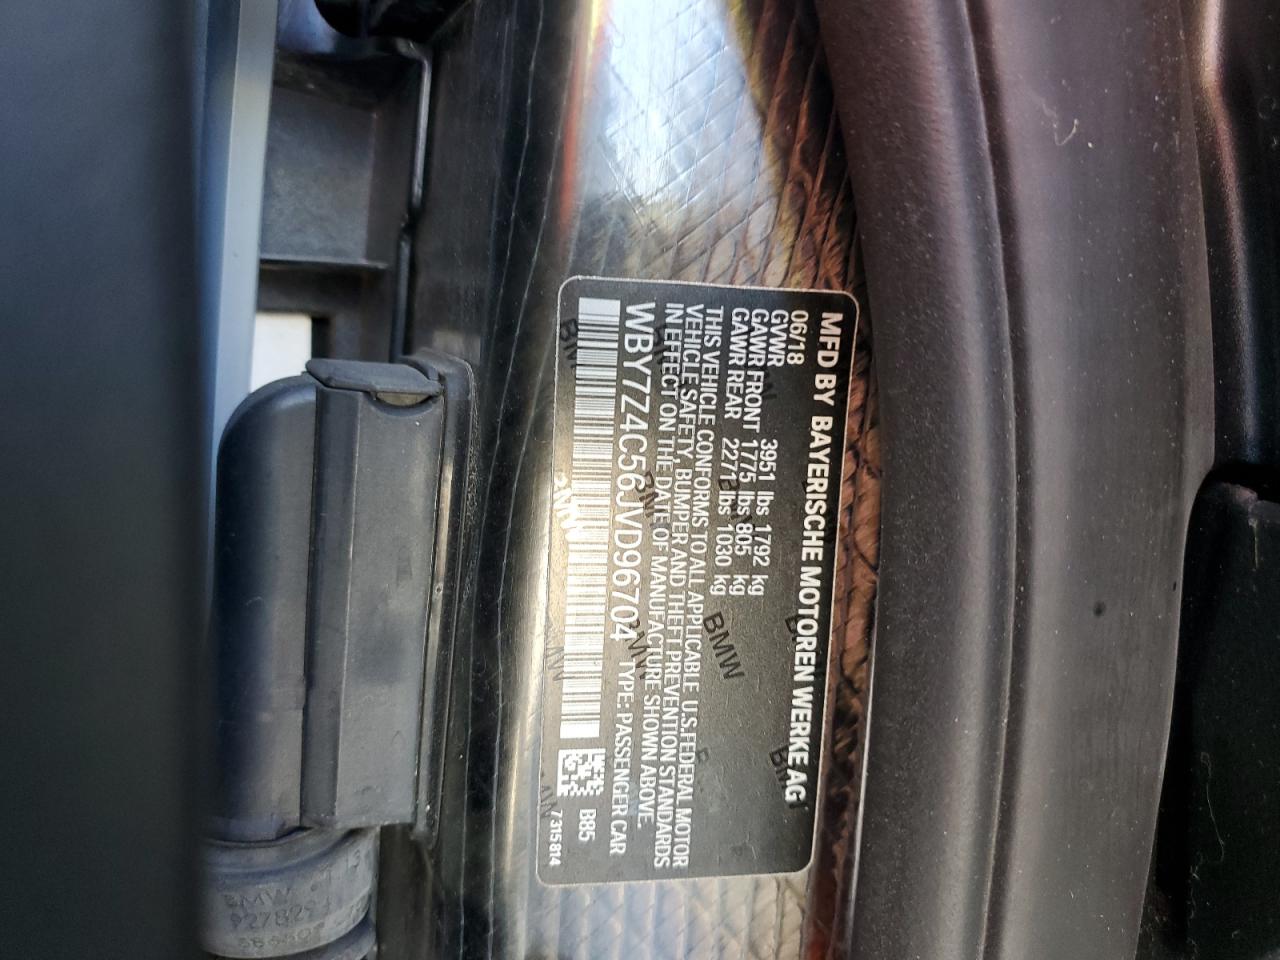 MFD BY BAYERISCHE MOTOREN WERKE AG
06/18
GVWR 3951 lbs 1792 kg
GAWR FRONT 1775 lbs 805 kg
GAWR REAR 2271 lbs 1030 kg
THIS VEHICLE CONFORMS TO ALL APPLICABLE U.S. FEDERAL MOTOR
VEHICLE SAFETY, BUMPER AND THEFT PREVENTION STANDARDS
IN EFFECT ON THE DATE OF MANUFACTURE SHOWN ABOVE.
WBY7Z4C56JVD96704 TYPE: PASSENGER CAR
B85
7315814
BMW